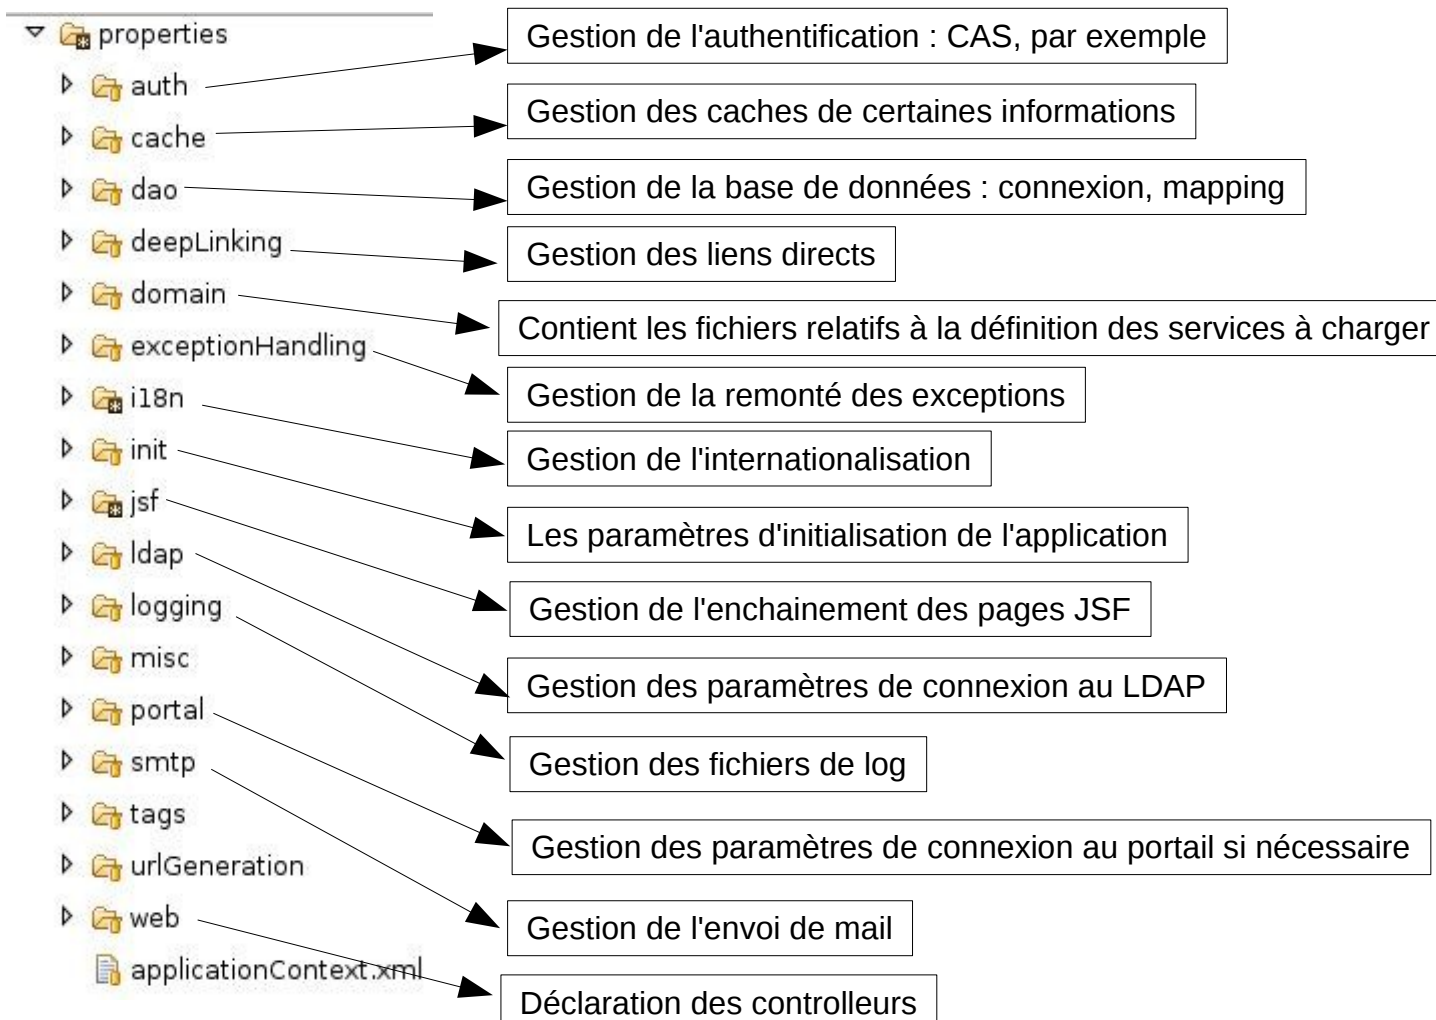 properties
auth
cache
dao
deepLinking
domain
exceptionHandling
i18n
init
jsf
ldap
logging
misc
portal
smtp
tags
urlGeneration
web
applicationContext.xml
Gestion de l'authentification : CAS, par exemple
Gestion des caches de certaines informations
Gestion de la base de données : connexion, mapping
Gestion des liens directs
Contient les fichiers relatifs à la définition des services à charger
Gestion de la remonté des exceptions
Gestion de l'internationalisation
Les paramètres d'initialisation de l'application
Gestion de l'enchainement des pages JSF
Gestion des paramètres de connexion au LDAP
Gestion des fichiers de log
Gestion des paramètres de connexion au portail si nécessaire
Gestion de l'envoi de mail
Déclaration des controlleurs